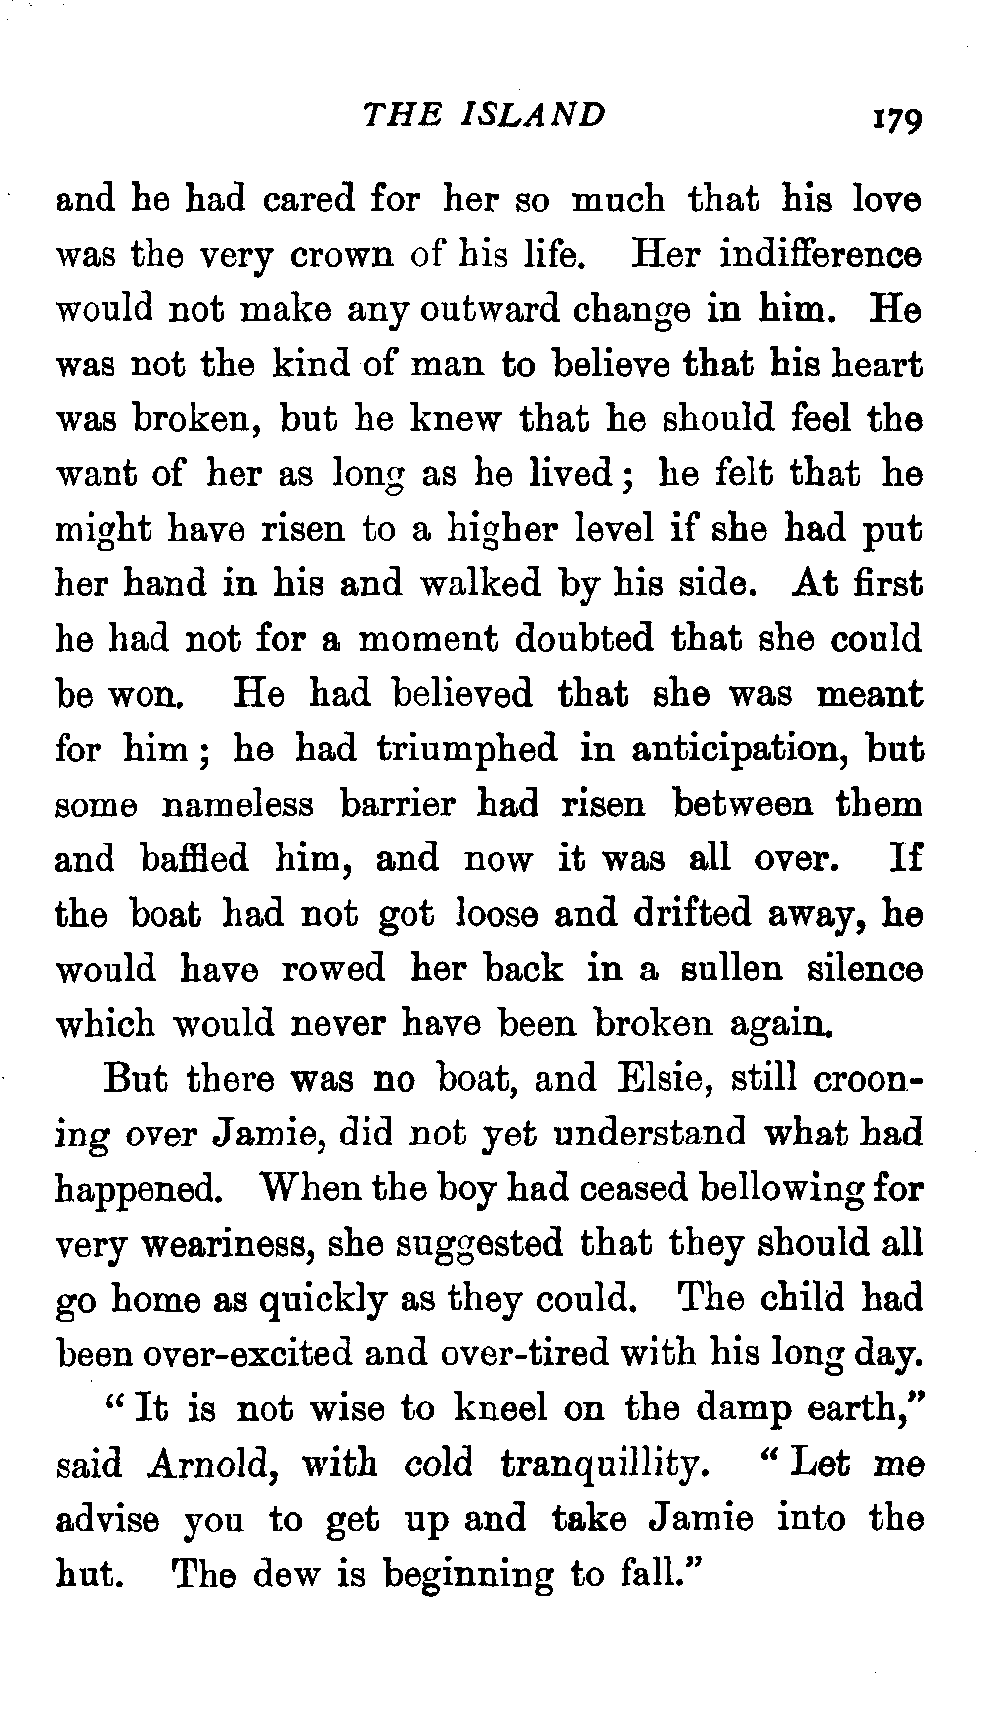 THE ISLAND 179
and he had cared for her so much that his love
was the very crown of his life. Her indifference
would not make any outward change in him. He
was not the kind of man to believe that his heart
was broken, but he knew that he should feel the
want of her as long as he lived ; he felt that he
might have risen to a higher level if she had put
her hand in his and walked by his side. At first
he had not for a moment doubted that she could
be won. He had believed that she was meant
for him ; he had triumphed in anticipation, but
some nameless barrier had risen between them
and baffled him, and now it was all over. If
the boat had not got loose and drifted away, he
would have rowed her back in a sullen silence
which would never have been broken again.
But there was no boat, and Elsie, still croon-
ing over Jamie, did not yet understand what had
happened. When the boy had ceased bellowing for
very weariness, she suggested that they should all
go home as quickly as they could. The child had
been over-excited and over-tired with his long day.
“ It is not wise to kneel on the damp earth,”
said Arnold, with cold tranquillity. “ Let me
advise you to get up and take Jamie into the
hut. The dew is beginning to fall.”